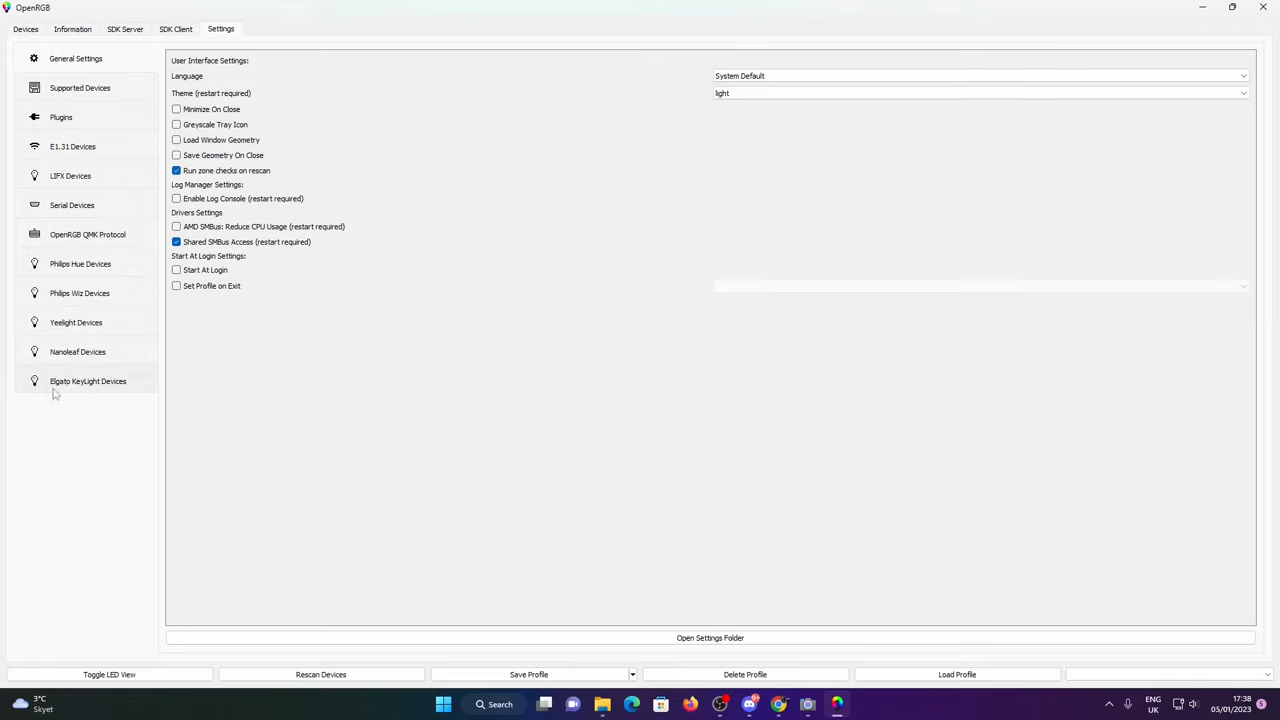 OpenRGB
Devices Information SDK Server SDK Client Settings
General Settings
Supported Devices
Plugins
E1.31 Devices
LIFX Devices
Serial Devices
OpenRGB QMK Protocol
Philips Hue Devices
Philips Wiz Devices
Yeelight Devices
Nanoleaf Devices
Elgato KeyLight Devices
User Interface Settings:
Language System Default
Theme (restart required) light
Minimize On Close
Greyscale Tray Icon
Load Window Geometry
Save Geometry On Close
Run zone checks on rescan
Log Manager Settings:
Enable Log Console (restart required)
Drivers Settings
AMD SMBus: Reduce CPU Usage (restart required)
Shared SMBus Access (restart required)
Start At Login Settings:
Start At Login
Set Profile on Exit
Open Settings Folder
Toggle LED View Rescan Devices Save Profile Delete Profile Load Profile
3°C
Skyet
Search
ENG
UK
17:38
05/01/2023